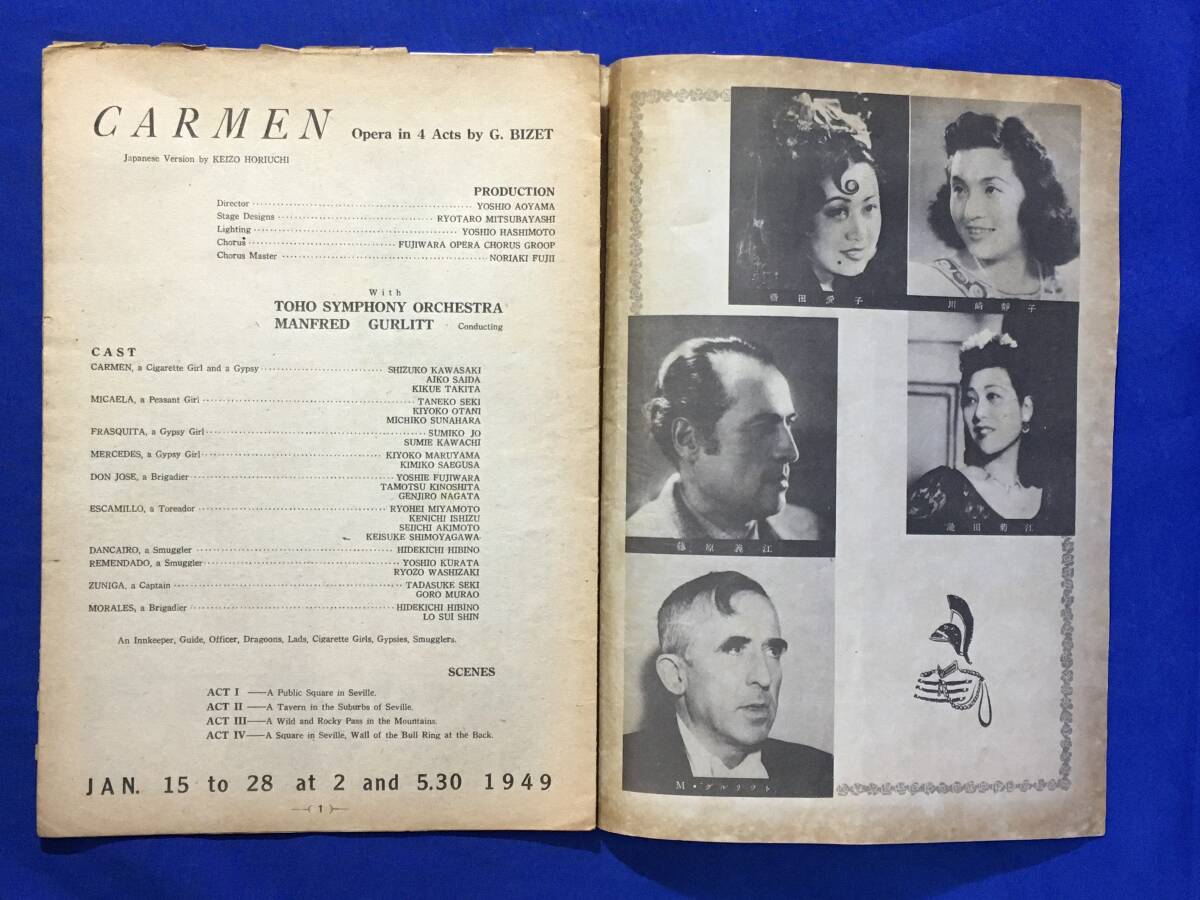 CARMEN Opera in 4 Acts by G. BIZET
Japanese Version by KEIZO HORIUCHI
PRODUCTION
Director YOSHIO AOYAMA
Stage Designs RYOTARO MITSUBAYASHI
Lighting YOSHIO HASHIMOTO
Chorus FUJIWARA OPERA CHORUS GROOP
Chorus Master NORIAKI FUJII
With
TOHO SYMPHONY ORCHESTRA
MANFRED GURLITT Conducting
CAST
CARMEN, a Cigarette Girl and a Gypsy SHIZUKO KAWASAKI
AIKO SAIDA
KIKUE TAKITA
MICAELA, a Peasant Girl TANEKO SEKI
KIYOKO OTANI
MICHIKO SUNAHARA
FRASQUITA, a Gypsy Girl SUMIKO JO
SUMIE KAWACHI
MERCEDES, a Gypsy Girl KIYOKO MARUYAMA
KIMIKO SAEGUSA
DON JOSE, a Brigadier YOSHIE FUJIWARA
TAMOTSU KINOSHITA
GENJIRO NAGATA
ESCAMILLO, a Toreador RYOHEI MIYAMOTO
KENICHI ISHIZU
SEIICHI AKIMOTO
KEISUKE SHIMOYAGAWA
DANCAIRO, a Smuggler HIDEKICHI HIBINO
REMENDADO, a Smuggler YOSHIO KURATA
RYOZO WASHIZAKI
ZUNIGA, a Captain TADASUKE SEKI
GORO MURAO
MORALES, a Brigadier HIDEKICHI HIBINO
LO SUI SHIN
An Innkeeper, Guide, Officer, Dragoons, Lads, Cigarette Girls, Gypsies, Smugglers.
SCENES
ACT I —A Public Square in Seville.
ACT II —A Tavern in the Suburbs of Seville.
ACT III—A Wild and Rocky Pass in the Mountains.
ACT IV—A Square in Seville, Wall of the Bull Ring at the Back.
JAN. 15 to 28 at 2 and 5.30 1949
1
田愛子
川崎靜子
藤原義江
田菊江
M・グルリット